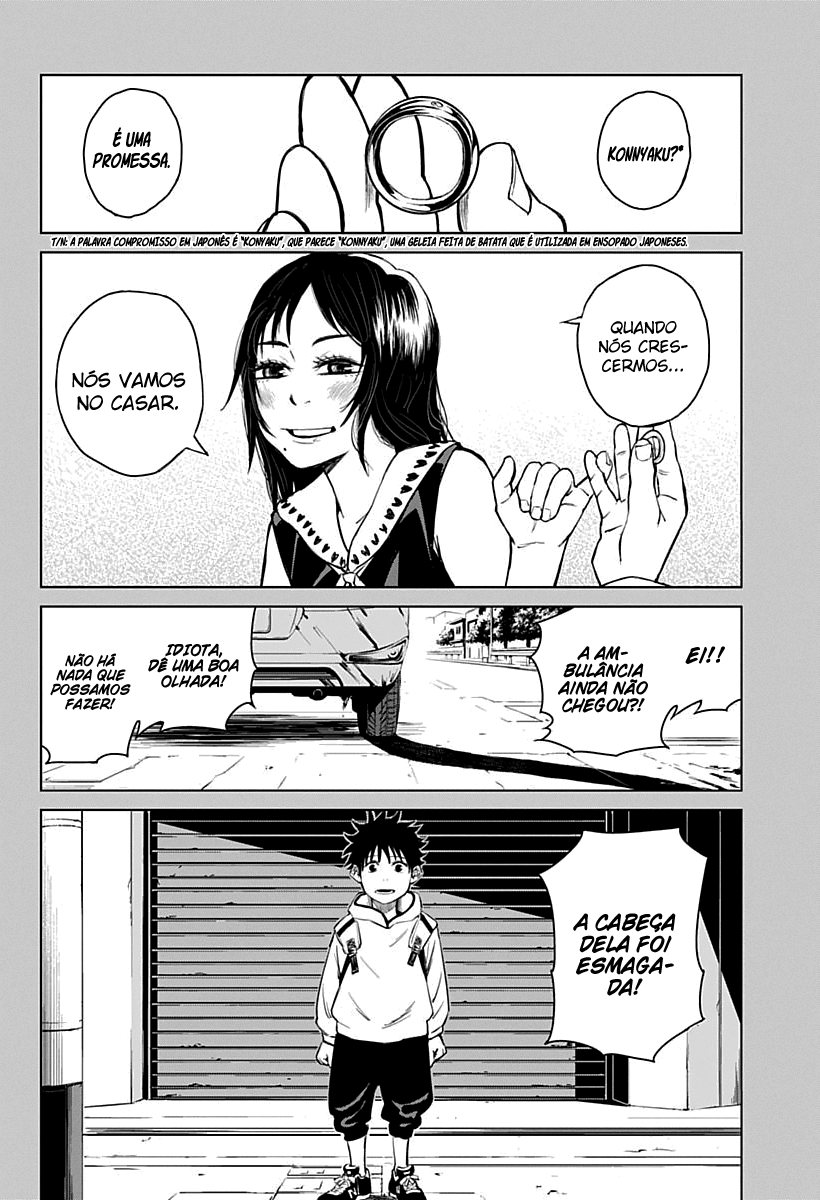 KONNYAKU?*
É UMA
PROMESSA.
T/N: A PALAVRA COMPROMISSO EM JAPONÊS É "KONYAKU", QUE PARECE "KONNYAKU", UMA GELEIA FEITA DE BATATA QUE É UTILIZADA EM ENSOPADO JAPONESES.
QUANDO
NÓS CRES-
CERMOS...
NÓS VAMOS
NO CASAR.
EI!!
A AM-
BULÂNCIA
AINDA NÃO
CHEGOU?!
IDIOTA,
DÊ UMA BOA
OLHADA!
NÃO HÁ
NADA QUE
POSSAMOS
FAZER!
A CABEÇA
DELA FOI
ESMAGA-
DA!